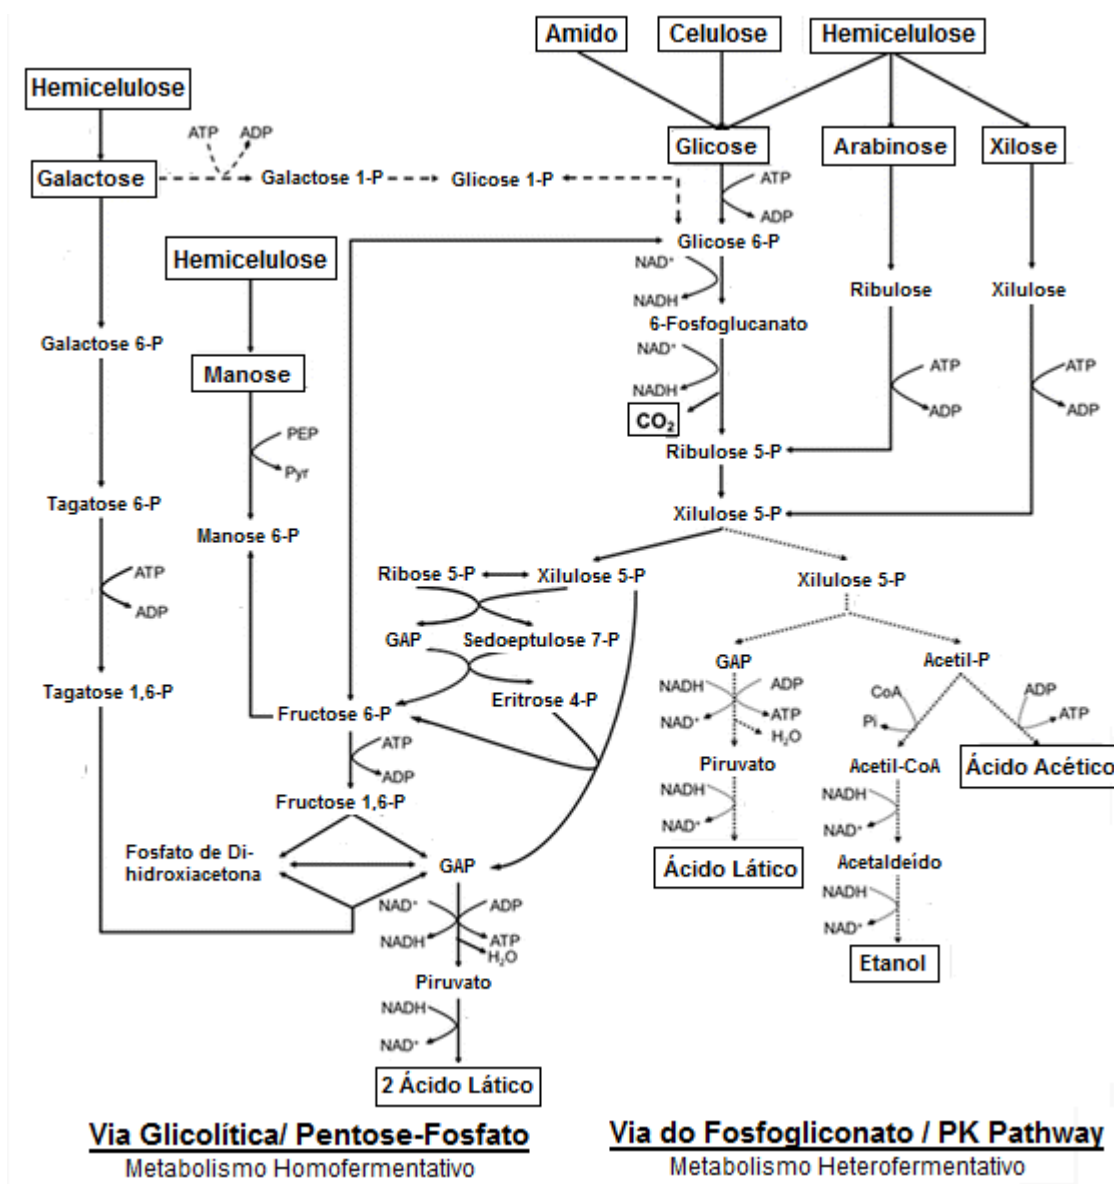 Amido
Celulose
Hemicelulose
Hemicelulose
ATP
ADP
Glicose
Arabinose
Xilose
Galactose
Galactose 1-P
Glicose 1-P
ATP
ADP
Glicose 6-P
Hemicelulose
NAD⁺
NADH
Ribulose
Xilulose
6-Fosfoglucanato
Galactose 6-P
NAD⁺
NADH
Manose
ATP
ADP
ATP
ADP
CO₂
PEP
Pyr
Ribulose 5-P
Tagatose 6-P
Xilulose 5-P
Manose 6-P
ATP
ADP
Ribose 5-P
Xilulose 5-P
Xilulose 5-P
GAP
Sedoeptulose 7-P
GAP
Acetil-P
Tagatose 1,6-P
Eritrose 4-P
NADH
NAD⁺
ADP
ATP
H₂O
CoA
Pi
ADP
ATP
Fructose 6-P
ATP
ADP
Piruvato
Acetil-CoA
Ácido Acético
Fructose 1,6-P
NADH
NAD⁺
NADH
NAD⁺
Fosfato de Di-
hidroxiacetona
GAP
Ácido Lático
Acetaldeído
NAD⁺
NADH
ADP
ATP
H₂O
NADH
NAD⁺
Etanol
Piruvato
NADH
NAD⁺
2 Ácido Lático
Via Glicolítica/ Pentose-Fosfato
Metabolismo Homofermentativo
Via do Fosfogliconato / PK Pathway
Metabolismo Heterofermentativo